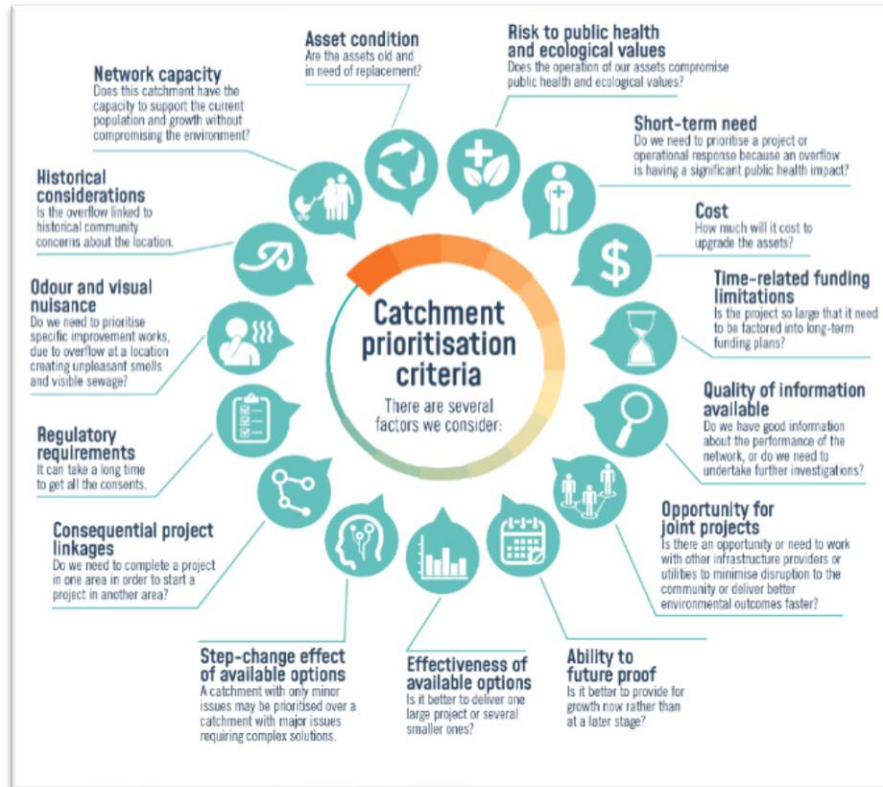 Catchment
prioritisation
criteria
There are several
factors we consider:
Asset condition
Are the assets old and
in need of replacement?
Risk to public health
and ecological values
Does the operation of our assets compromise
public health and ecological values?
Short-term need
Do we need to prioritise a project or
operational response because an overflow
is having a significant public health impact?
Cost
How much will it cost to
upgrade the assets?
Time-related funding
limitations
Is the project so large that it need
to be factored into long-term
funding plans?
Quality of information
available
Do we have good information
about the performance of the
network, or do we need to
undertake further investigations?
Opportunity for
joint projects
Is there an opportunity or need to work
with other infrastructure providers or
utilities to minimise disruption to the
community or deliver better
environmental outcomes faster?
Ability to
future proof
Is it better to provide for
growth now rather than
at a later stage?
Effectiveness of
available options
Is it better to deliver one
large project or several
smaller ones?
Step-change effect
of available options
A catchment with only minor
issues may be prioritised over a
catchment with major issues
requiring complex solutions.
Consequential project
linkages
Do we need to complete a project
in one area in order to start a
project in another area?
Regulatory
requirements
It can take a long time
to get all the consents.
Odour and visual
nuisance
Do we need to prioritise
specific improvement works,
due to overflow at a location
creating unpleasant smells
and visible sewage?
Historical
considerations
Is the overflow linked to
historical community
concerns about the location.
Network capacity
Does this catchment have the
capacity to support the current
population and growth without
compromising the environment?
$